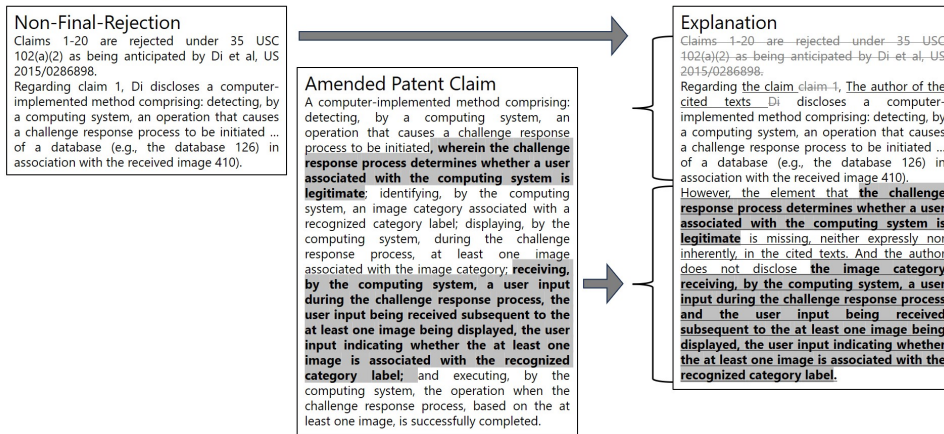 Non-Final-Rejection
Claims 1-20 are rejected under 35 USC
102(a)(2) as being anticipated by Di et al, US
2015/0286898.
Regarding claim 1, Di discloses a computer-
implemented method comprising: detecting, by
a computing system, an operation that causes
a challenge response process to be initiated ...
of a database (e.g., the database 126) in
association with the received image 410).
Amended Patent Claim
A computer-implemented method comprising:
detecting, by a computing system, an
operation that causes a challenge response
process to be initiated, wherein the challenge
response process determines whether a user
associated with the computing system is
legitimate; identifying, by the computing
system, an image category associated with a
recognized category label; displaying, by the
computing system, during the challenge
response process, at least one image
associated with the image category; receiving,
by the computing system, a user input
during the challenge response process, the
user input being received subsequent to the
at least one image being displayed, the user
input indicating whether the at least one
image is associated with the recognized
category label; and executing, by the
computing system, the operation when the
challenge response process, based on the at
least one image, is successfully completed.
Explanation
Claims 1-20 are rejected under 35 USC
102(a)(2) as being anticipated by Di et al, US
2015/0286898.
Regarding the claim claim 1, The author of the
cited texts Di discloses a computer-
implemented method comprising: detecting, by
a computing system, an operation that causes
a challenge response process to be initiated ...
of a database (e.g., the database 126) in
association with the received image 410).
However, the element that the challenge
response process determines whether a user
associated with the computing system is
legitimate is missing, neither expressly nor
inherently, in the cited texts. And the author
does not disclose the image category
receiving, by the computing system, a user
input during the challenge response process
and the user input being received
subsequent to the at least one image being
displayed, the user input indicating whether
the at least one image is associated with the
recognized category label.